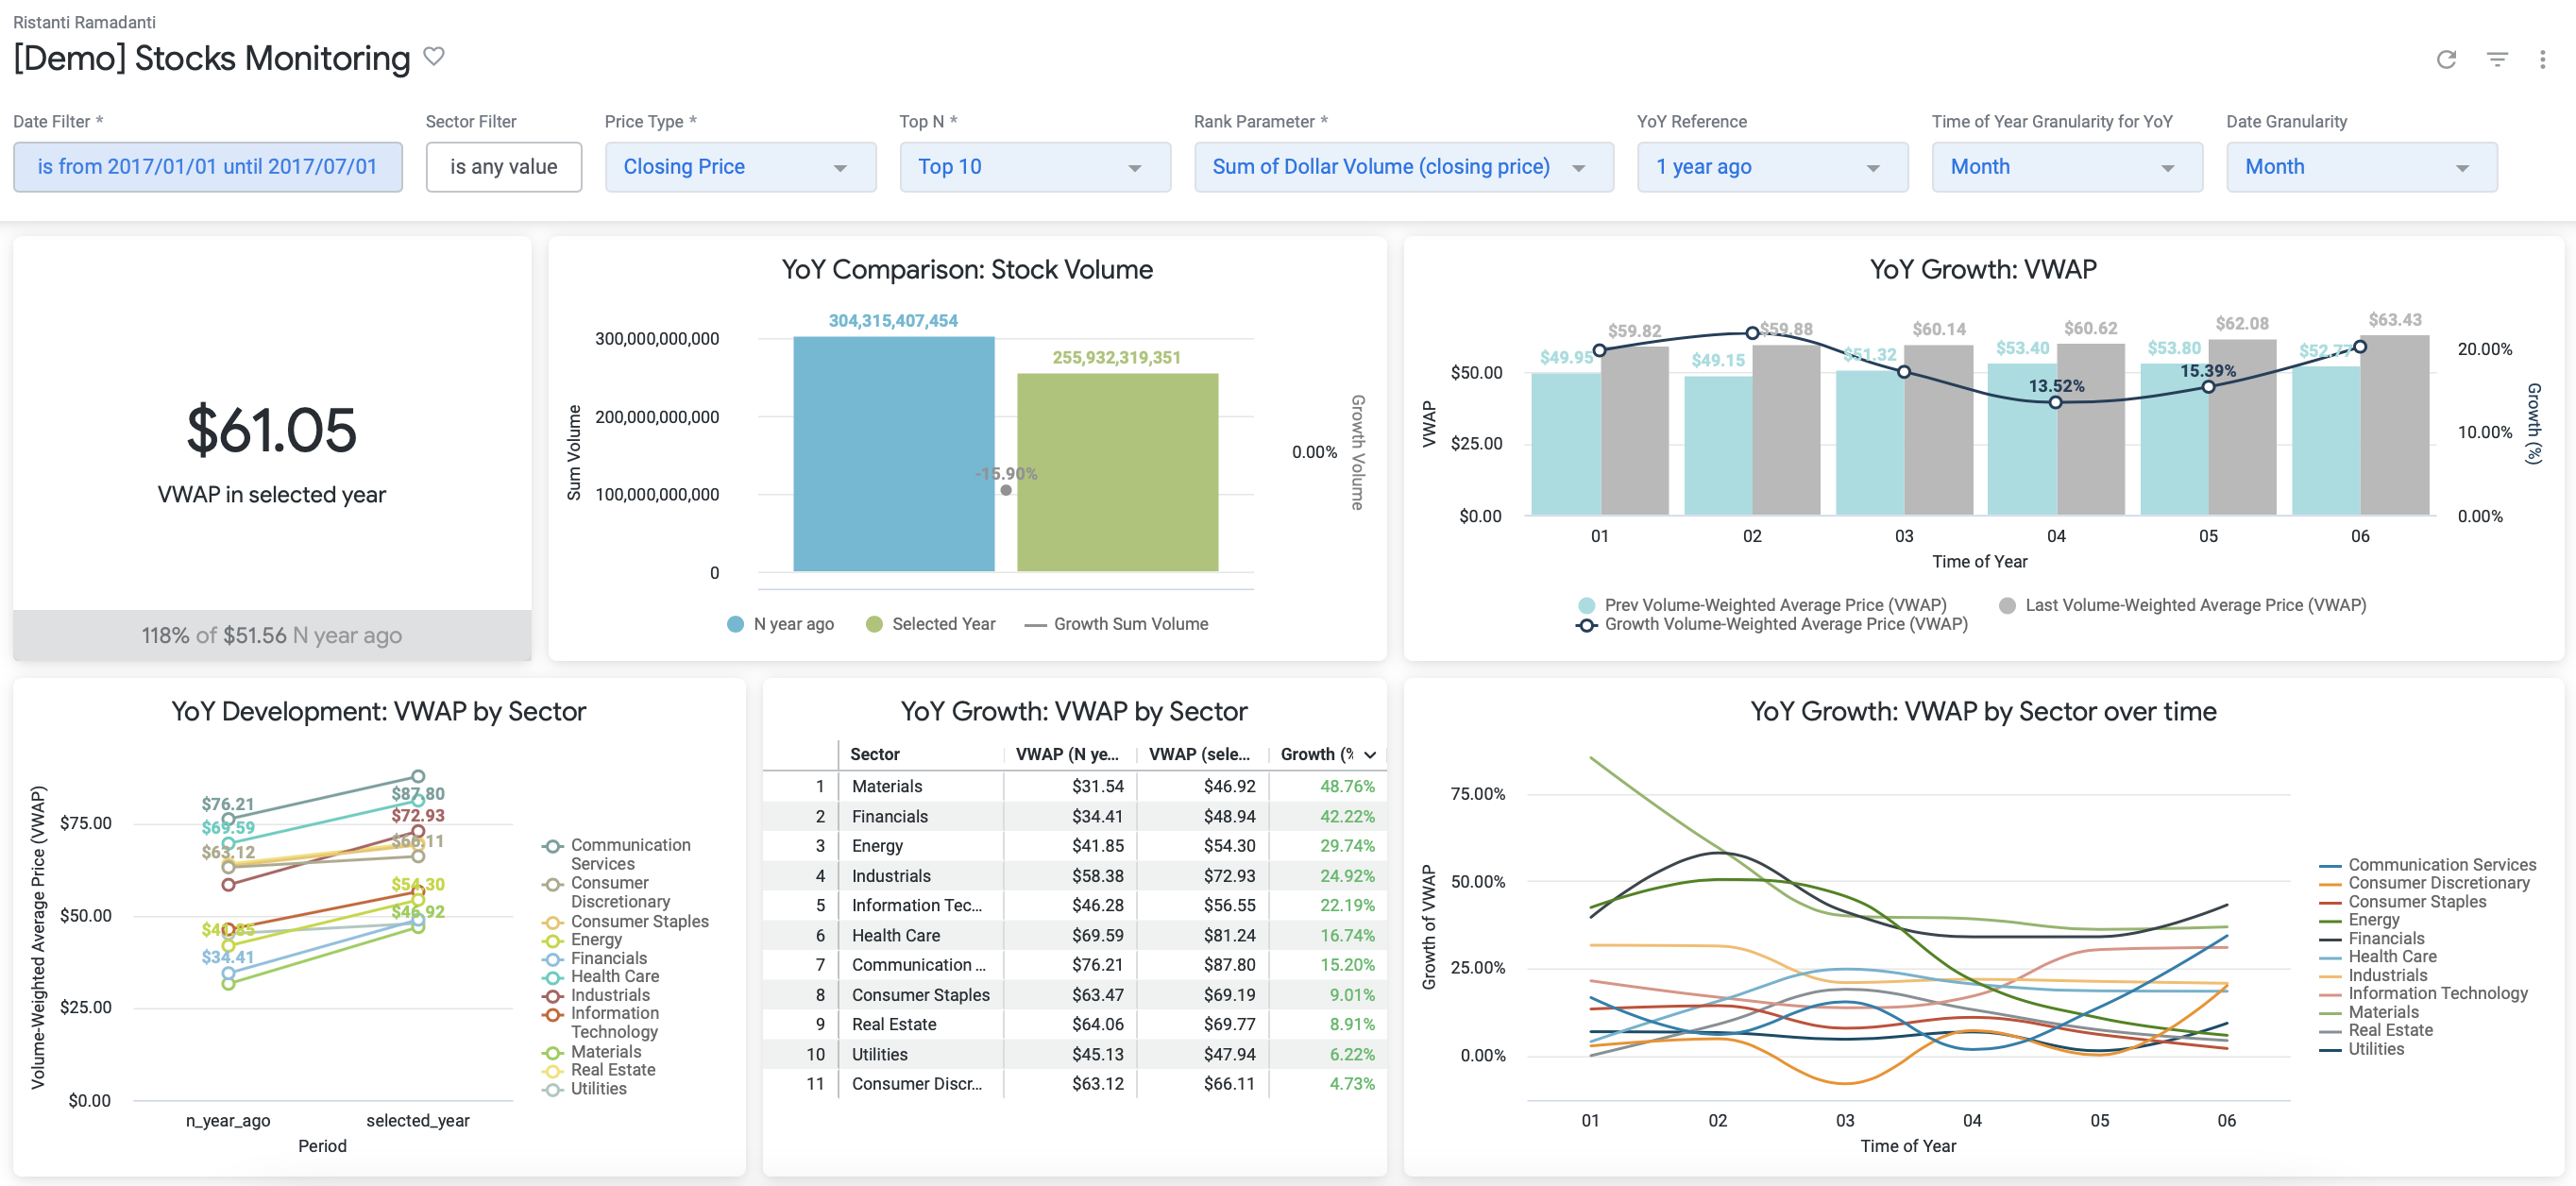 Ristanti Ramadanti
[Demo] Stocks Monitoring
Date Filter *
is from 2017/01/01 until 2017/07/01
Sector Filter
is any value
Price Type *
Closing Price
Top N *
Top 10
Rank Parameter *
Sum of Dollar Volume (closing price)
YoY Reference
1 year ago
Time of Year Granularity for YoY
Month
Date Granularity
Month
$61.05
VWAP in selected year
118% of $51.56 N year ago
YoY Comparison: Stock Volume
Sum Volume
300,000,000,000
200,000,000,000
100,000,000,000
0
304,315,407,454
255,932,319,351
-15.90%
0.00%
Growth Volume
N year ago
Selected Year
Growth Sum Volume
YoY Growth: VWAP
VWAP
$50.00
$25.00
$0.00
$49.95
$59.82
$49.15
$59.88
$51.32
$60.14
$53.40
$60.62
$53.80
$62.08
$52.77
$63.43
13.52%
15.39%
20.00%
10.00%
0.00%
Growth (%)
01 02 03 04 05 06
Time of Year
Prev Volume-Weighted Average Price (VWAP)
Last Volume-Weighted Average Price (VWAP)
Growth Volume-Weighted Average Price (VWAP)
YoY Development: VWAP by Sector
Volume-Weighted Average Price (VWAP)
$75.00
$50.00
$25.00
$0.00
$76.21
$69.59
$63.12
$41.85
$34.41
$87.80
$72.93
$66.11
$54.30
$46.92
n_year_ago
selected_year
Period
Communication
Services
Consumer
Discretionary
Consumer Staples
Energy
Financials
Health Care
Industrials
Information
Technology
Materials
Real Estate
Utilities
YoY Growth: VWAP by Sector
Sector VWAP (N ye... VWAP (sele... Growth (%
1 Materials $31.54 $46.92 48.76%
2 Financials $34.41 $48.94 42.22%
3 Energy $41.85 $54.30 29.74%
4 Industrials $58.38 $72.93 24.92%
5 Information Tec... $46.28 $56.55 22.19%
6 Health Care $69.59 $81.24 16.74%
7 Communication ... $76.21 $87.80 15.20%
8 Consumer Staples $63.47 $69.19 9.01%
9 Real Estate $64.06 $69.77 8.91%
10 Utilities $45.13 $47.94 6.22%
11 Consumer Discr... $63.12 $66.11 4.73%
YoY Growth: VWAP by Sector over time
Growth of VWAP
75.00%
50.00%
25.00%
0.00%
01 02 03 04 05 06
Time of Year
Communication Services
Consumer Discretionary
Consumer Staples
Energy
Financials
Health Care
Industrials
Information Technology
Materials
Real Estate
Utilities